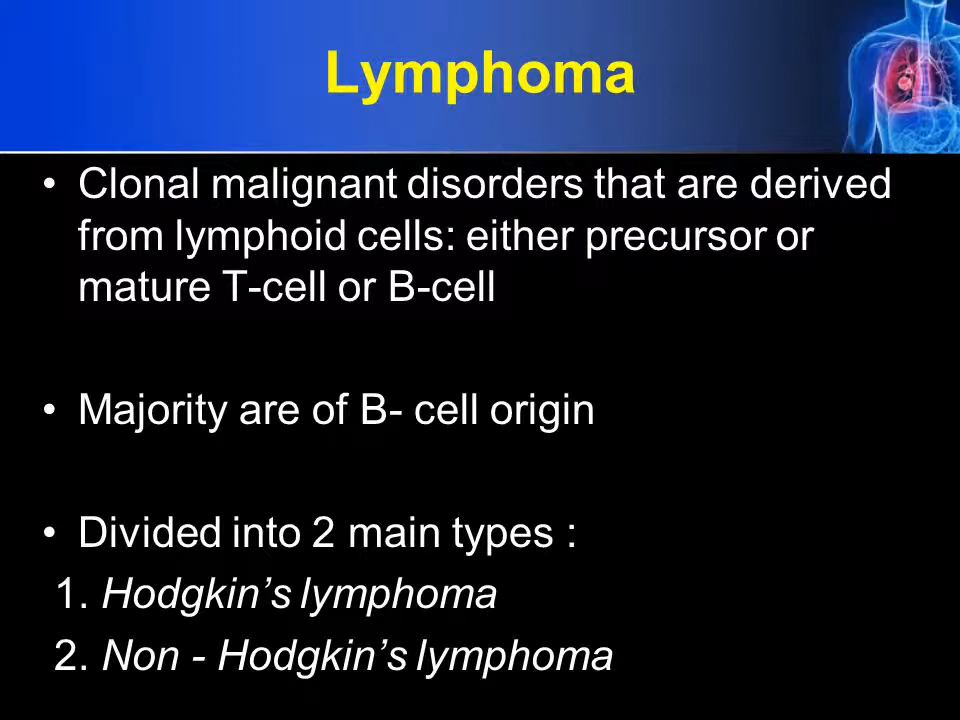 Lymphoma
• Clonal malignant disorders that are derived
from lymphoid cells: either precursor or
mature T-cell or B-cell
• Majority are of B- cell origin
• Divided into 2 main types :
1. Hodgkin’s lymphoma
2. Non - Hodgkin’s lymphoma